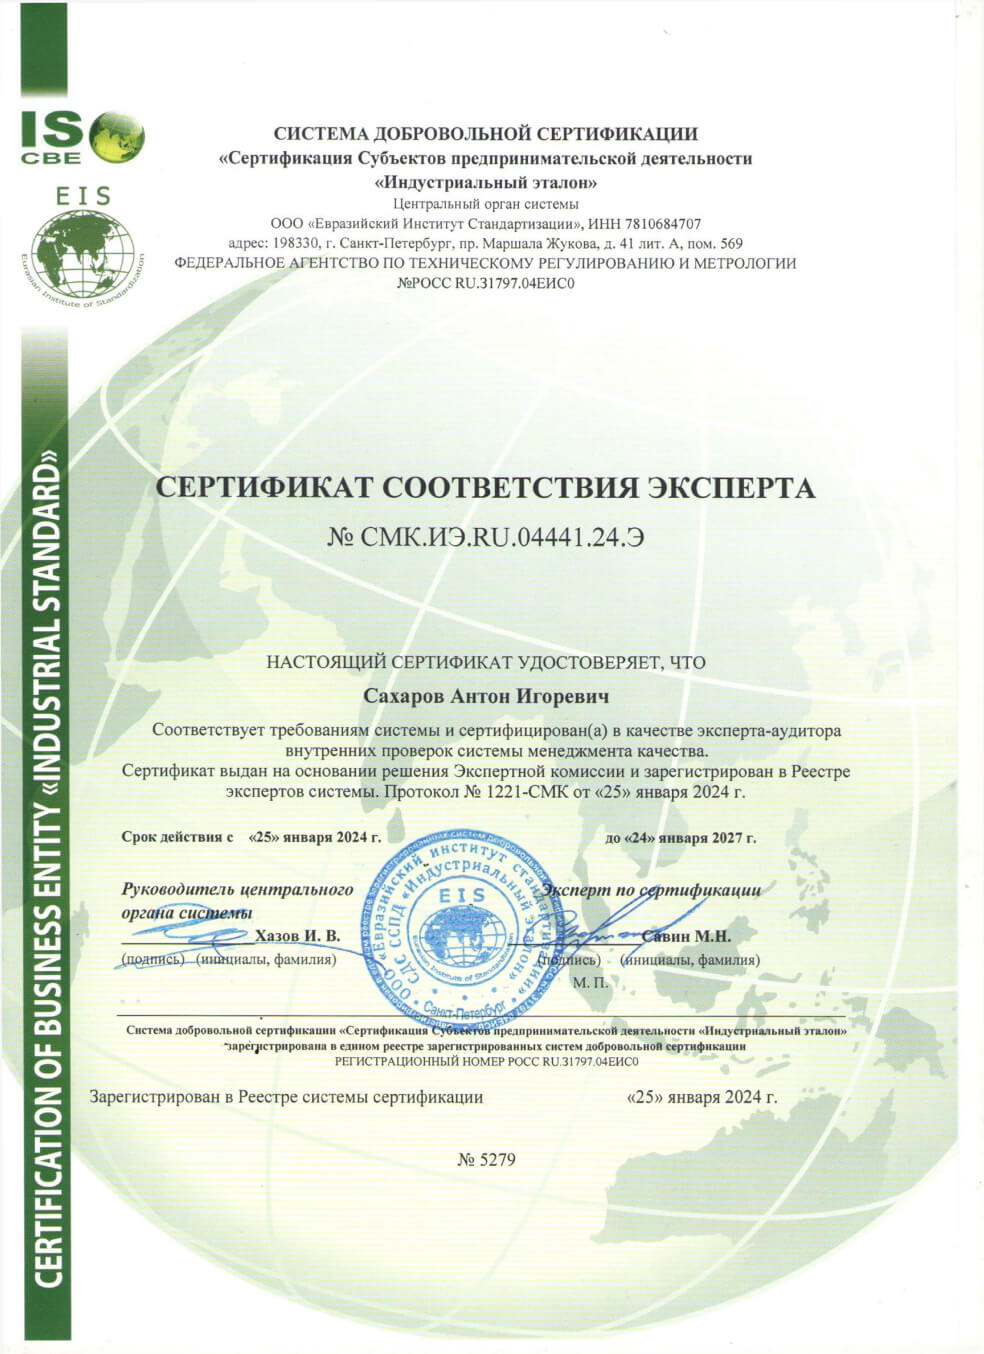 ISO
CBE
EIS
Eurasian Institute of Standardization
СИСТЕМА ДОБРОВОЛЬНОЙ СЕРТИФИКАЦИИ
«Сертификация Субъектов предпринимательской деятельности
«Индустриальный эталон»
Центральный орган системы
ООО «Евразийский Институт Стандартизации», ИНН 7810684707
адрес: 198330, г. Санкт-Петербург, пр. Маршала Жукова, д. 41 лит. А, пом. 569
ФЕДЕРАЛЬНОЕ АГЕНТСТВО ПО ТЕХНИЧЕСКОМУ РЕГУЛИРОВАНИЮ И МЕТРОЛОГИИ
№РОСС RU.31797.04ЕИС0
CERTIFICATION OF BUSINESS ENTITY «INDUSTRIAL STANDARD»
СЕРТИФИКАТ СООТВЕТСТВИЯ ЭКСПЕРТА
№ СМК.ИЭ.RU.04441.24.Э
НАСТОЯЩИЙ СЕРТИФИКАТ УДОСТОВЕРЯЕТ, ЧТО
Сахаров Антон Игоревич
Соответствует требованиям системы и сертифицирован(а) в качестве эксперта-аудитора
внутренних проверок системы менеджмента качества.
Сертификат выдан на основании решения Экспертной комиссии и зарегистрирован в Реестре
экспертов системы. Протокол № 1221-СМК от «25» января 2024 г.
Срок действия с «25» января 2024 г. до «24» января 2027 г.
Руководитель центрального Эксперт по сертификации
органа системы
Хазов И. В. Савин М.Н.
(подпись) (инициалы, фамилия) (подпись) (инициалы, фамилия)
М. П.
ООО «Евразийский институт стандартизации»
СДС ССПД «Индустриальный эталон»
EIS
Eurasian Institute of Standardization
Санкт-Петербург
Система добровольной сертификации «Сертификация Субъектов предпринимательской деятельности «Индустриальный эталон»
зарегистрирована в едином реестре зарегистрированных систем добровольной сертификации
РЕГИСТРАЦИОННЫЙ НОМЕР РОСС RU.31797.04ЕИС0
Зарегистрирован в Реестре системы сертификации «25» января 2024 г.
№ 5279